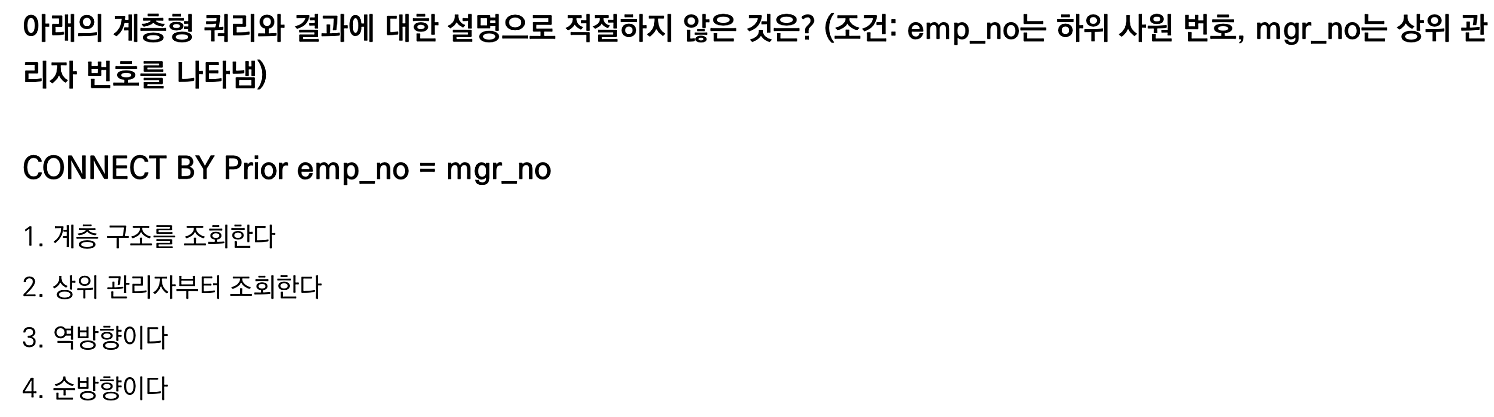 아래의 계층형 쿼리와 결과에 대한 설명으로 적절하지 않은 것은? (조건: emp_no는 하위 사원 번호, mgr_no는 상위 관
리자 번호를 나타냄)
CONNECT BY Prior emp_no = mgr_no
1. 계층 구조를 조회한다
2. 상위 관리자부터 조회한다
3. 역방향이다
4. 순방향이다